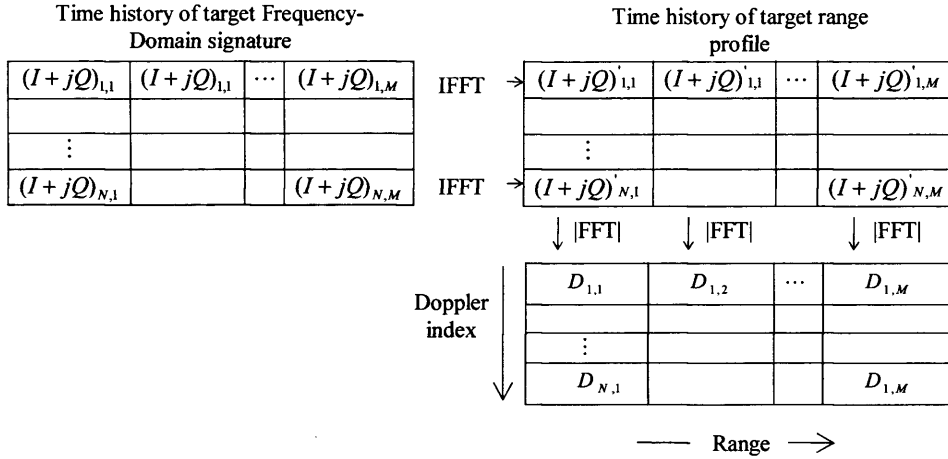 Time history of target Frequency-
Domain signature
Time history of target range
profile
(I + jQ)1,1 (I + jQ)1,1 ... (I + jQ)1,M IFFT (I + jQ)'1,1 (I + jQ)'1,1 ... (I + jQ)'1,M
⋮ ⋮
(I + jQ)N,1 (I + jQ)N,M IFFT (I + jQ)'N,1 (I + jQ)'N,M
|FFT| |FFT| |FFT|
Doppler
index
D1,1 D1,2 ... D1,M
⋮
DN,1 D1,M
Range